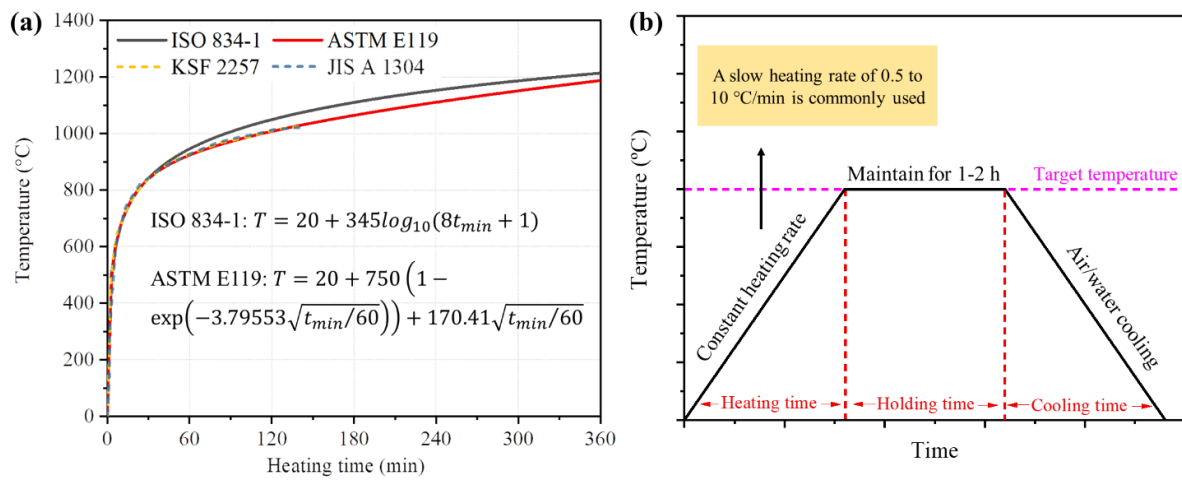 (a)
1400
1200
1000
800
600
400
200
0
Temperature (°C)
ISO 834-1
ASTM E119
KSF 2257
JIS A 1304
ISO 834-1: T = 20 + 345log₁₀(8tₘᵢₙ + 1)
ASTM E119: T = 20 + 750 (1 −
exp(−3.79553√tₘᵢₙ/60)) + 170.41√tₘᵢₙ/60
0 60 120 180 240 300 360
Heating time (min)
(b)
A slow heating rate of 0.5 to
10 °C/min is commonly used
Maintain for 1-2 h
Target temperature
Temperature (°C)
Constant heating rate
Air/water cooling
Heating time
Holding time
Cooling time
Time